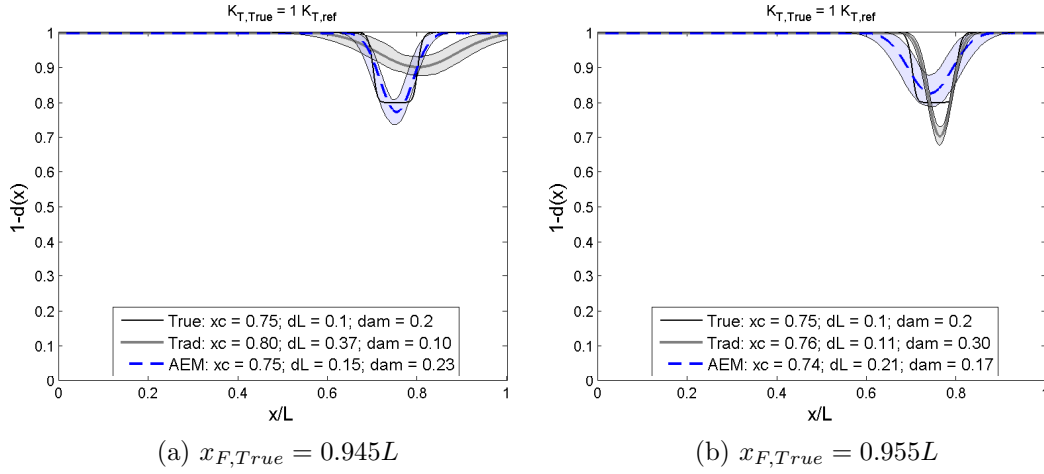 K_T,True = 1 K_T,ref
1-d(x)
1
0.9
0.8
0.7
0.6
0.5
0.4
0.3
0.2
0.1
0
True: xc = 0.75; dL = 0.1; dam = 0.2
Trad: xc = 0.80; dL = 0.37; dam = 0.10
AEM: xc = 0.75; dL = 0.15; dam = 0.23
0 0.2 0.4 0.6 0.8 1
x/L
(a) x_F,True = 0.945L
K_T,True = 1 K_T,ref
1-d(x)
1
0.9
0.8
0.7
0.6
0.5
0.4
0.3
0.2
0.1
0
True: xc = 0.75; dL = 0.1; dam = 0.2
Trad: xc = 0.76; dL = 0.11; dam = 0.30
AEM: xc = 0.74; dL = 0.21; dam = 0.17
0 0.2 0.4 0.6 0.8 1
x/L
(b) x_F,True = 0.955L